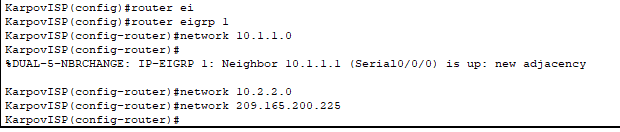 KarpovISP(config)#router ei
KarpovISP(config)#router eigrp 1
KarpovISP(config-router)#network 10.1.1.0
KarpovISP(config-router)#
%DUAL-5-NBRCHANGE: IP-EIGRP 1: Neighbor 10.1.1.1 (Serial0/0/0) is up: new adjacency
KarpovISP(config-router)#network 10.2.2.0
KarpovISP(config-router)#network 209.165.200.225
KarpovISP(config-router)#